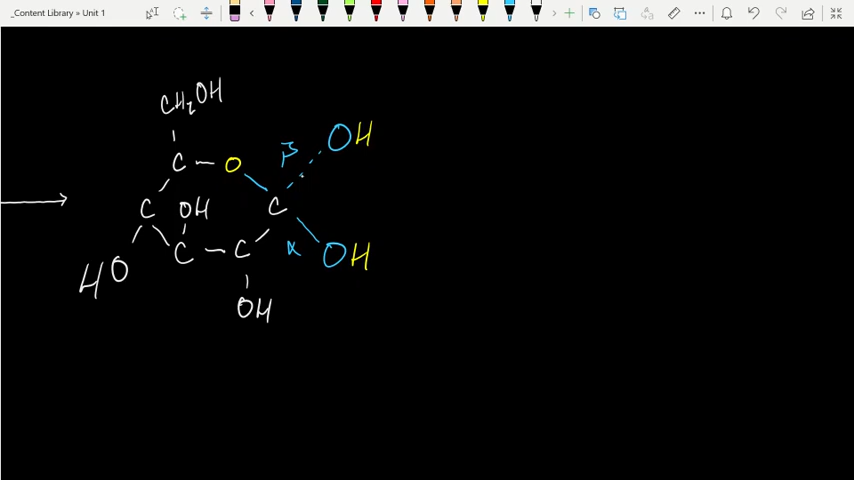 _Content Library » Unit 1
CH₂OH
β OH
C – O
C OH C
C – C α OH
HO
OH